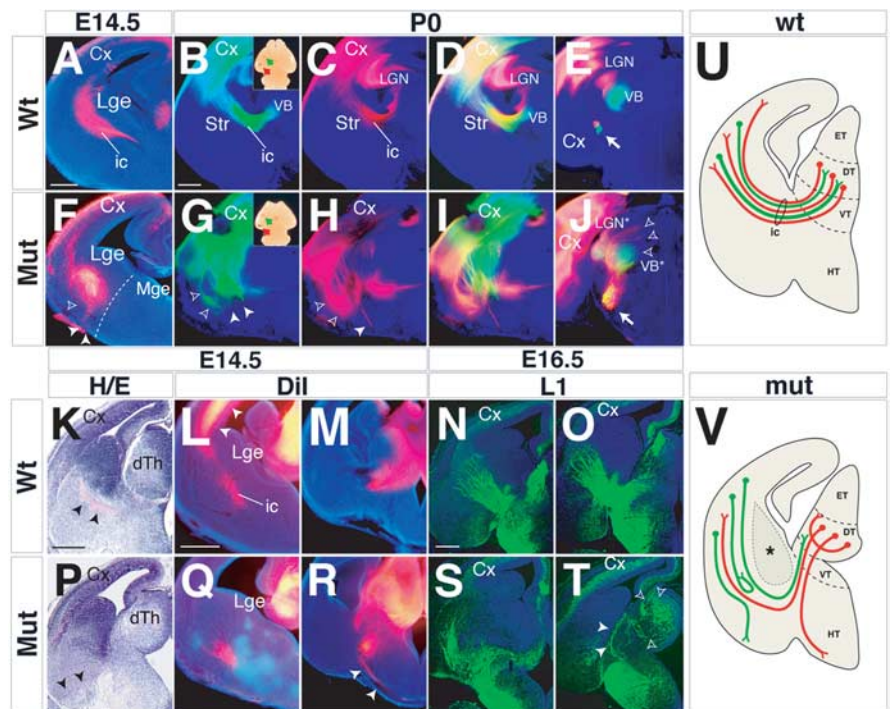 E14.5 P0 wt
Wt
A Cx Lge ic
B Cx Str VB ic
C Cx LGN Str ic
D Cx LGN Str VB
E LGN VB Cx
U ET DT VT ic HT
Mut
F Cx Lge Mge
G Cx
H Cx
I Cx
J LGN* Cx VB*
E14.5 E16.5
H/E DiI L1 mut
Wt
K Cx dTh
L Lge ic
M
N Cx
O Cx
V ET DT VT HT *
Mut
P Cx dTh
Q Lge
R
S Cx
T Cx